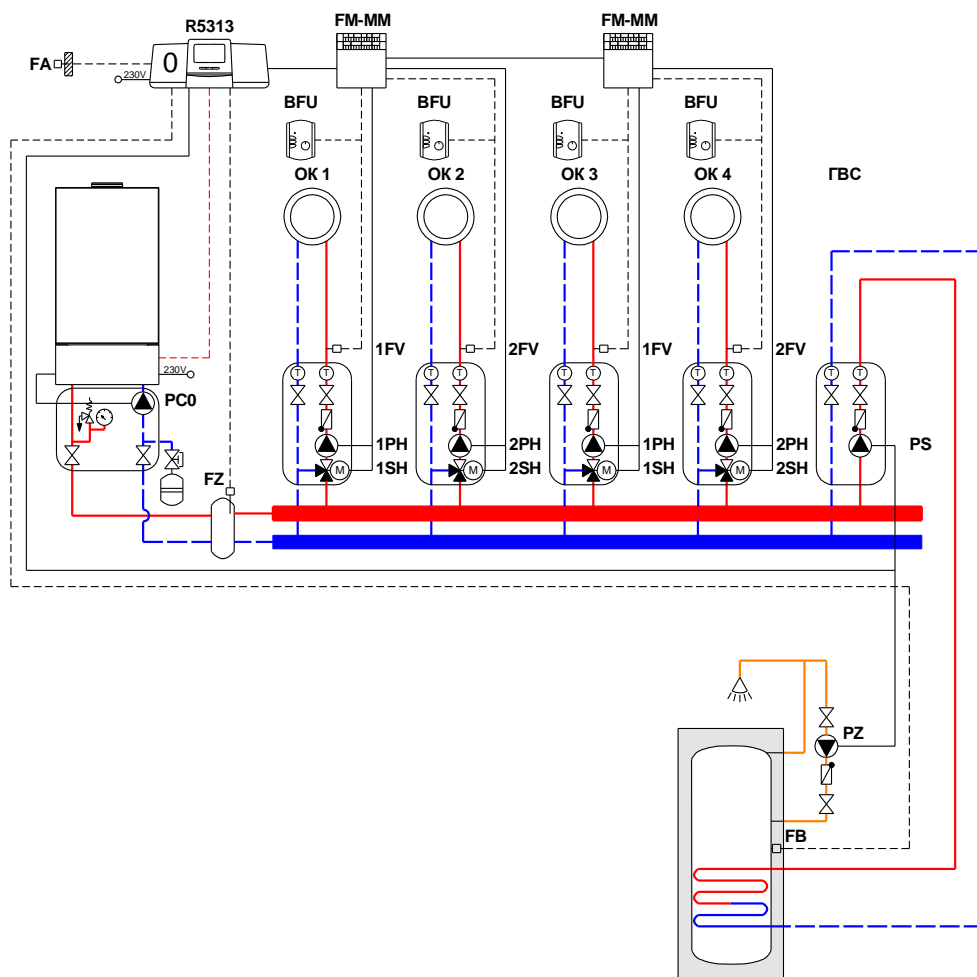 R5313
FM-MM
FM-MM
FA
0
230V
BFU
BFU
BFU
BFU
ОК 1
ОК 2
ОК 3
ОК 4
ГВС
1FV
2FV
1FV
2FV
230V
T
T
T
T
T
T
T
T
T
T
PC0
1PH
2PH
1PH
2PH
PS
M
1SH
M
2SH
M
1SH
M
2SH
FZ
PZ
FB